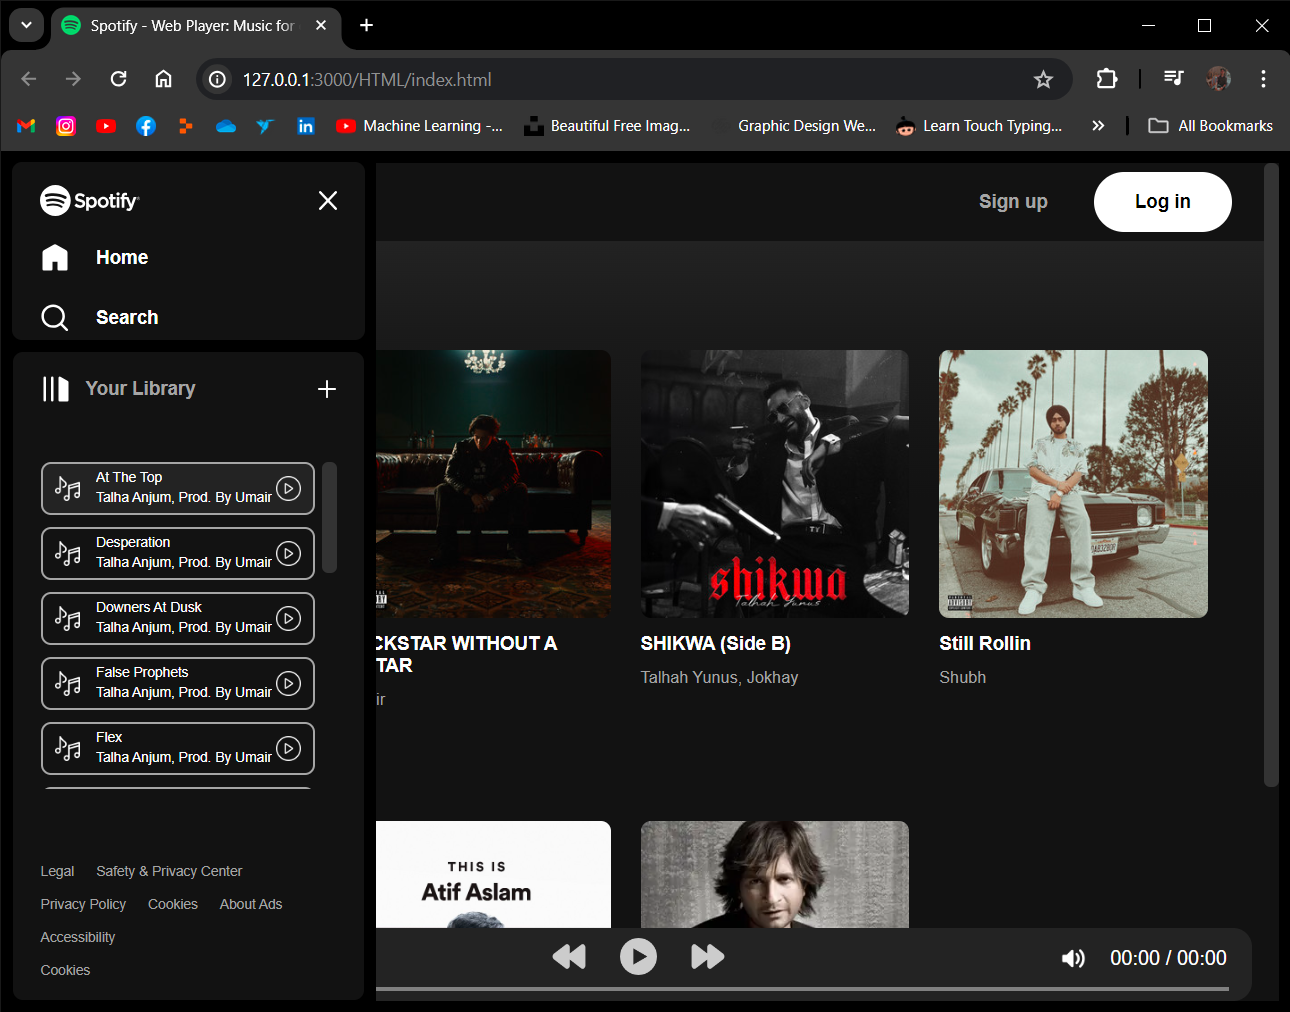 Spotify - Web Player: Music for
127.0.0.1:3000/HTML/index.html
Machine Learning -...
Beautiful Free Imag...
Graphic Design We...
Learn Touch Typing...
All Bookmarks
Spotify
Home
Search
Your Library
At The Top
Talha Anjum, Prod. By Umair
Desperation
Talha Anjum, Prod. By Umair
Downers At Dusk
Talha Anjum, Prod. By Umair
False Prophets
Talha Anjum, Prod. By Umair
Flex
Talha Anjum, Prod. By Umair
Legal
Safety & Privacy Center
Privacy Policy
Cookies
About Ads
Accessibility
Cookies
Sign up
Log in
CKSTAR WITHOUT A
TAR
ir
shikwa
Talhah Yunus
SHIKWA (Side B)
Talhah Yunus, Jokhay
Still Rollin
Shubh
THIS IS
Atif Aslam
00:00 / 00:00